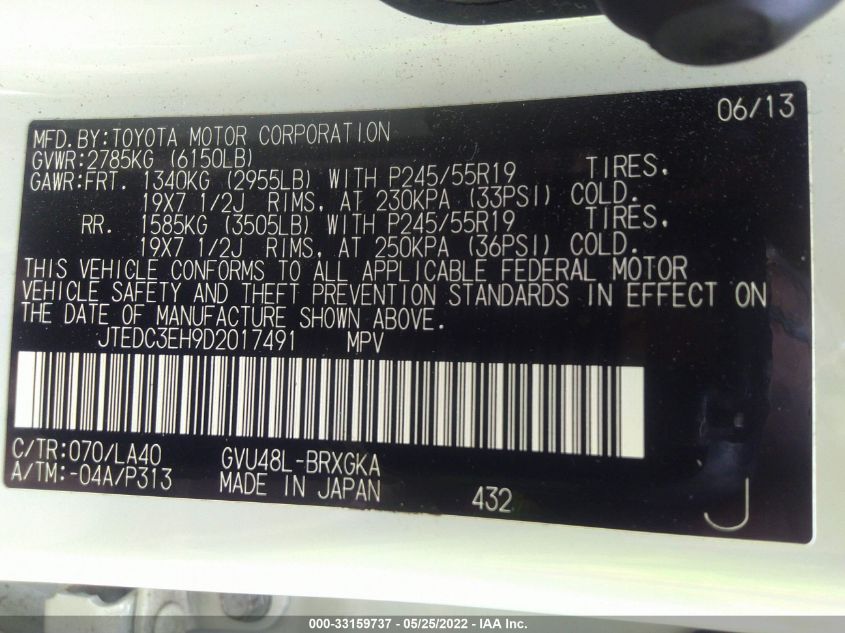 06/13
MFD.BY:TOYOTA MOTOR CORPORATION
GVWR:2785KG (6150LB)
GAWR:FRT. 1340KG (2955LB) WITH P245/55R19 TIRES,
19X7 1/2J RIMS, AT 230KPA (33PSI) COLD.
RR. 1585KG (3505LB) WITH P245/55R19 TIRES,
19X7 1/2J RIMS, AT 250KPA (36PSI) COLD.
THIS VEHICLE CONFORMS TO ALL APPLICABLE FEDERAL MOTOR
VEHICLE SAFETY AND THEFT PREVENTION STANDARDS IN EFFECT ON
THE DATE OF MANUFACTURE SHOWN ABOVE.
JTEDC3EH9D2017491 MPV
C/TR:070/LA40 GVU48L-BRXGKA
A/TM:-04A/P313 MADE IN JAPAN 432 J
000-33159737 - 05/25/2022 - IAA Inc.